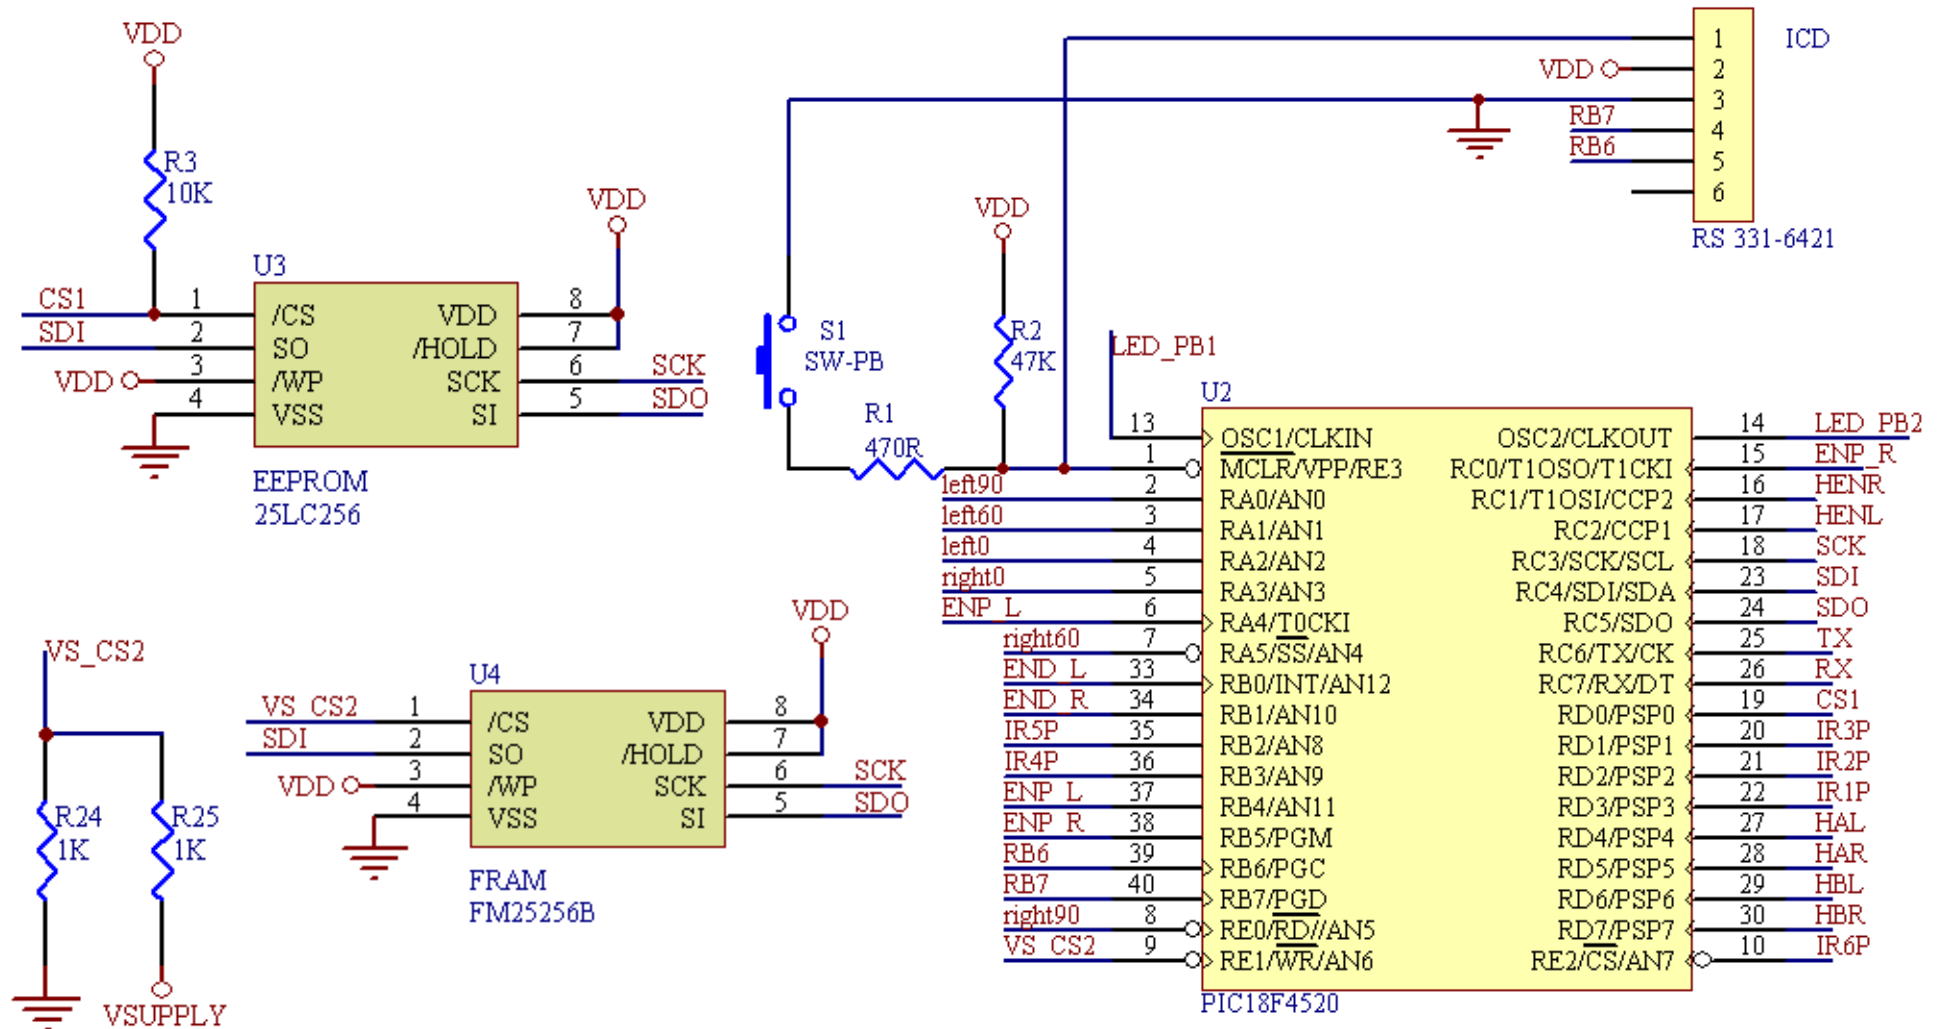 VDD
R3
10K
U3
CS1
1
/CS
VDD
8
VDD
SDI
2
SO
/HOLD
7
VDD
3
/WP
SCK
6
SCK
4
VSS
SI
5
SDO
EEPROM
25LC256
1
ICD
VDD
2
3
RB7
4
RB6
5
6
RS 331-6421
VDD
R2
47K
S1
SW-PB
R1
470R
LED_PB1
U2
13
OSC1/CLKIN
OSC2/CLKOUT
14
LED_PB2
1
MCLR/VPP/RE3
RC0/T1OSO/T1CKI
15
ENP_R
left90
2
RA0/AN0
RC1/T1OSI/CCP2
16
HENR
left60
3
RA1/AN1
RC2/CCP1
17
HENL
left0
4
RA2/AN2
RC3/SCK/SCL
18
SCK
right0
5
RA3/AN3
RC4/SDI/SDA
23
SDI
ENP_L
6
RA4/T0CKI
RC5/SDO
24
SDO
right60
7
RA5/SS/AN4
RC6/TX/CK
25
TX
END_L
33
RB0/INT/AN12
RC7/RX/DT
26
RX
END_R
34
RB1/AN10
RD0/PSP0
19
CS1
IR5P
35
RB2/AN8
RD1/PSP1
20
IR3P
IR4P
36
RB3/AN9
RD2/PSP2
21
IR2P
ENP_L
37
RB4/AN11
RD3/PSP3
22
IR1P
ENP_R
38
RB5/PGM
RD4/PSP4
27
HAL
RB6
39
RB6/PGC
RD5/PSP5
28
HAR
RB7
40
RB7/PGD
RD6/PSP6
29
HBL
right90
8
RE0/RD//AN5
RD7/PSP7
30
HBR
VS_CS2
9
RE1/WR/AN6
RE2/CS/AN7
10
IR6P
PIC18F4520
VS_CS2
R24
1K
R25
1K
VSUPPLY
VDD
U4
VS_CS2
1
/CS
VDD
8
SDI
2
SO
/HOLD
7
VDD
3
/WP
SCK
6
SCK
4
VSS
SI
5
SDO
FRAM
FM25256B